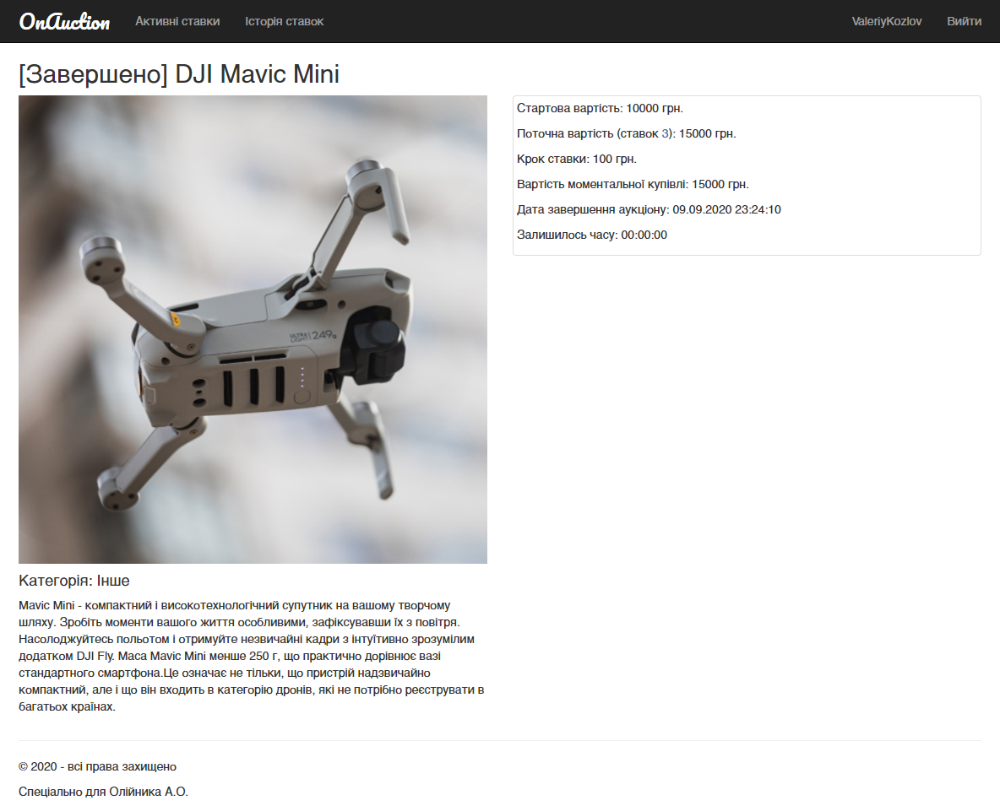 OnAuction Активні ставки Історія ставок ValeriyKozlov Вийти
[Завершено] DJI Mavic Mini
Стартова вартість: 10000 грн.
Поточна вартість (ставок 3): 15000 грн.
Крок ставки: 100 грн.
Вартість моментальної купівлі: 15000 грн.
Дата завершення аукціону: 09.09.2020 23:24:10
Залишилось часу: 00:00:00
ULTRA
LIGHT 249g
Категорія: Інше
Mavic Mini - компактний і високотехнологічний супутник на вашому творчому
шляху. Зробіть моменти вашого життя особливими, зафіксувавши їх з повітря.
Насолоджуйтесь польотом і отримуйте незвичайні кадри з інтуїтивно зрозумілим
додатком DJI Fly. Маса Mavic Mini менше 250 г, що практично дорівнює вазі
стандартного смартфона.Це означає не тільки, що пристрій надзвичайно
компактний, але і що він входить в категорію дронів, які не потрібно реєструвати в
багатьох країнах.
© 2020 - всі права захищено
Спеціально для Олійника А.О.